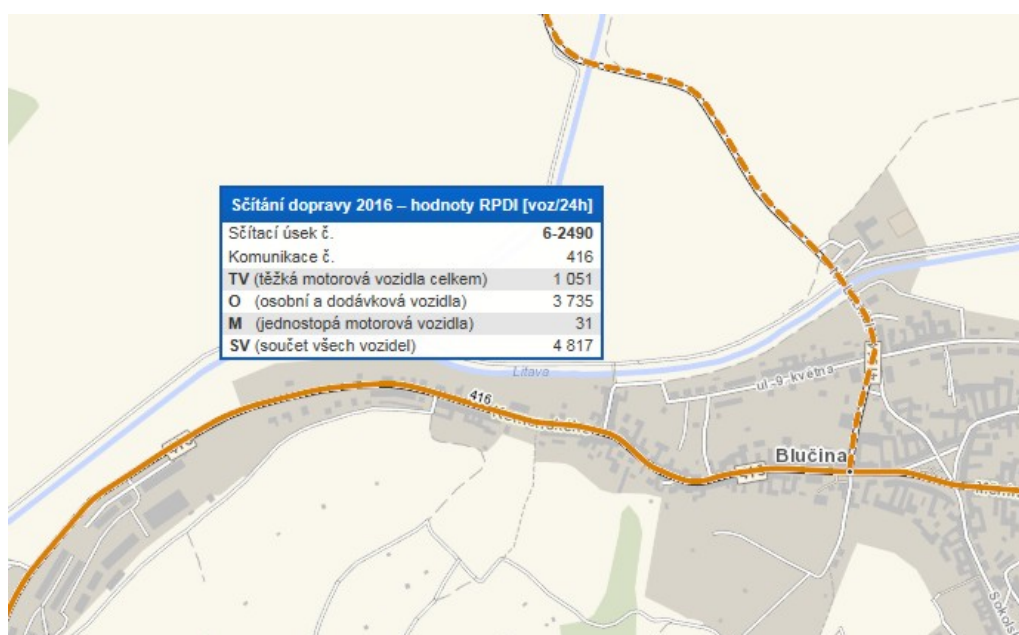 Sčítání dopravy 2016 – hodnoty RPDI [voz/24h]
Sčítací úsek č. 6-2490
Komunikace č. 416
TV (těžká motorová vozidla celkem) 1 051
O (osobní a dodávková vozidla) 3 735
M (jednostopá motorová vozidla) 31
SV (součet všech vozidel) 4 817
Litava
ul-9-května
416
Blučina